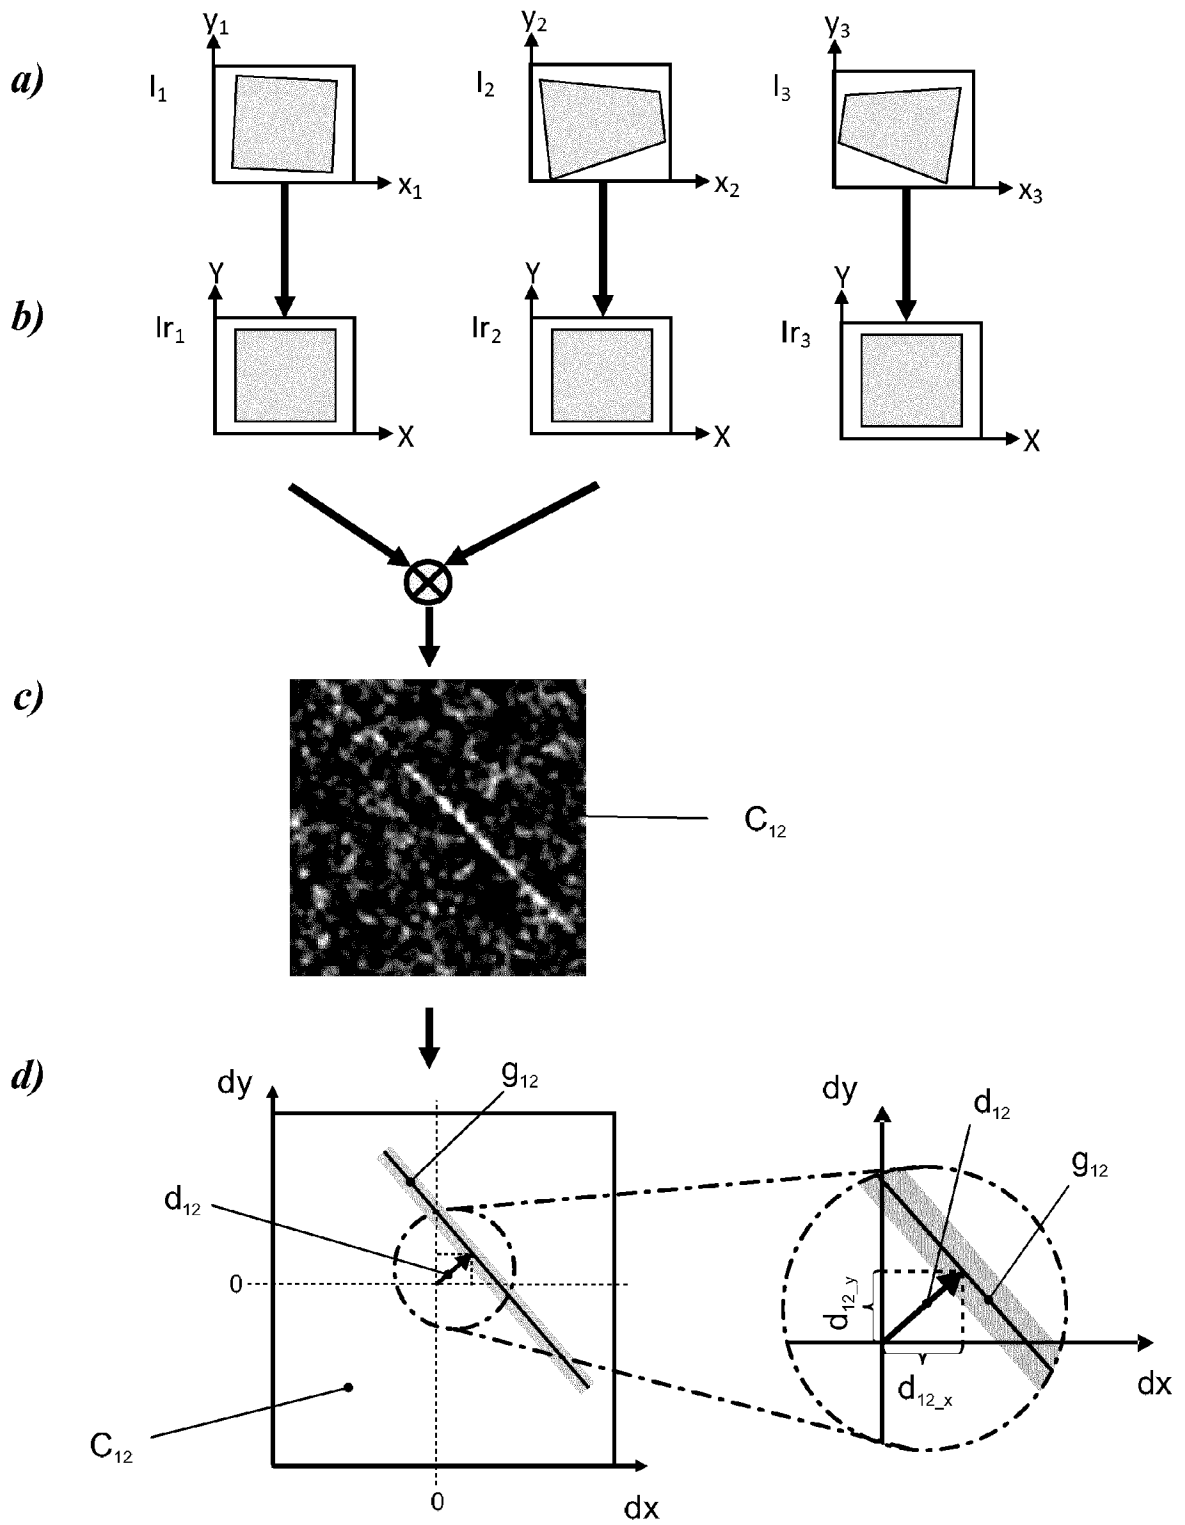 a)
y₁
I₁
x₁
y₂
I₂
x₂
y₃
I₃
x₃
b)
Y
Ir₁
X
Y
Ir₂
X
Y
Ir₃
X
c)
C₁₂
d)
dy
g₁₂
d₁₂
0
C₁₂
0
dx
dy
d₁₂
g₁₂
d₁₂_y
d₁₂_x
dx